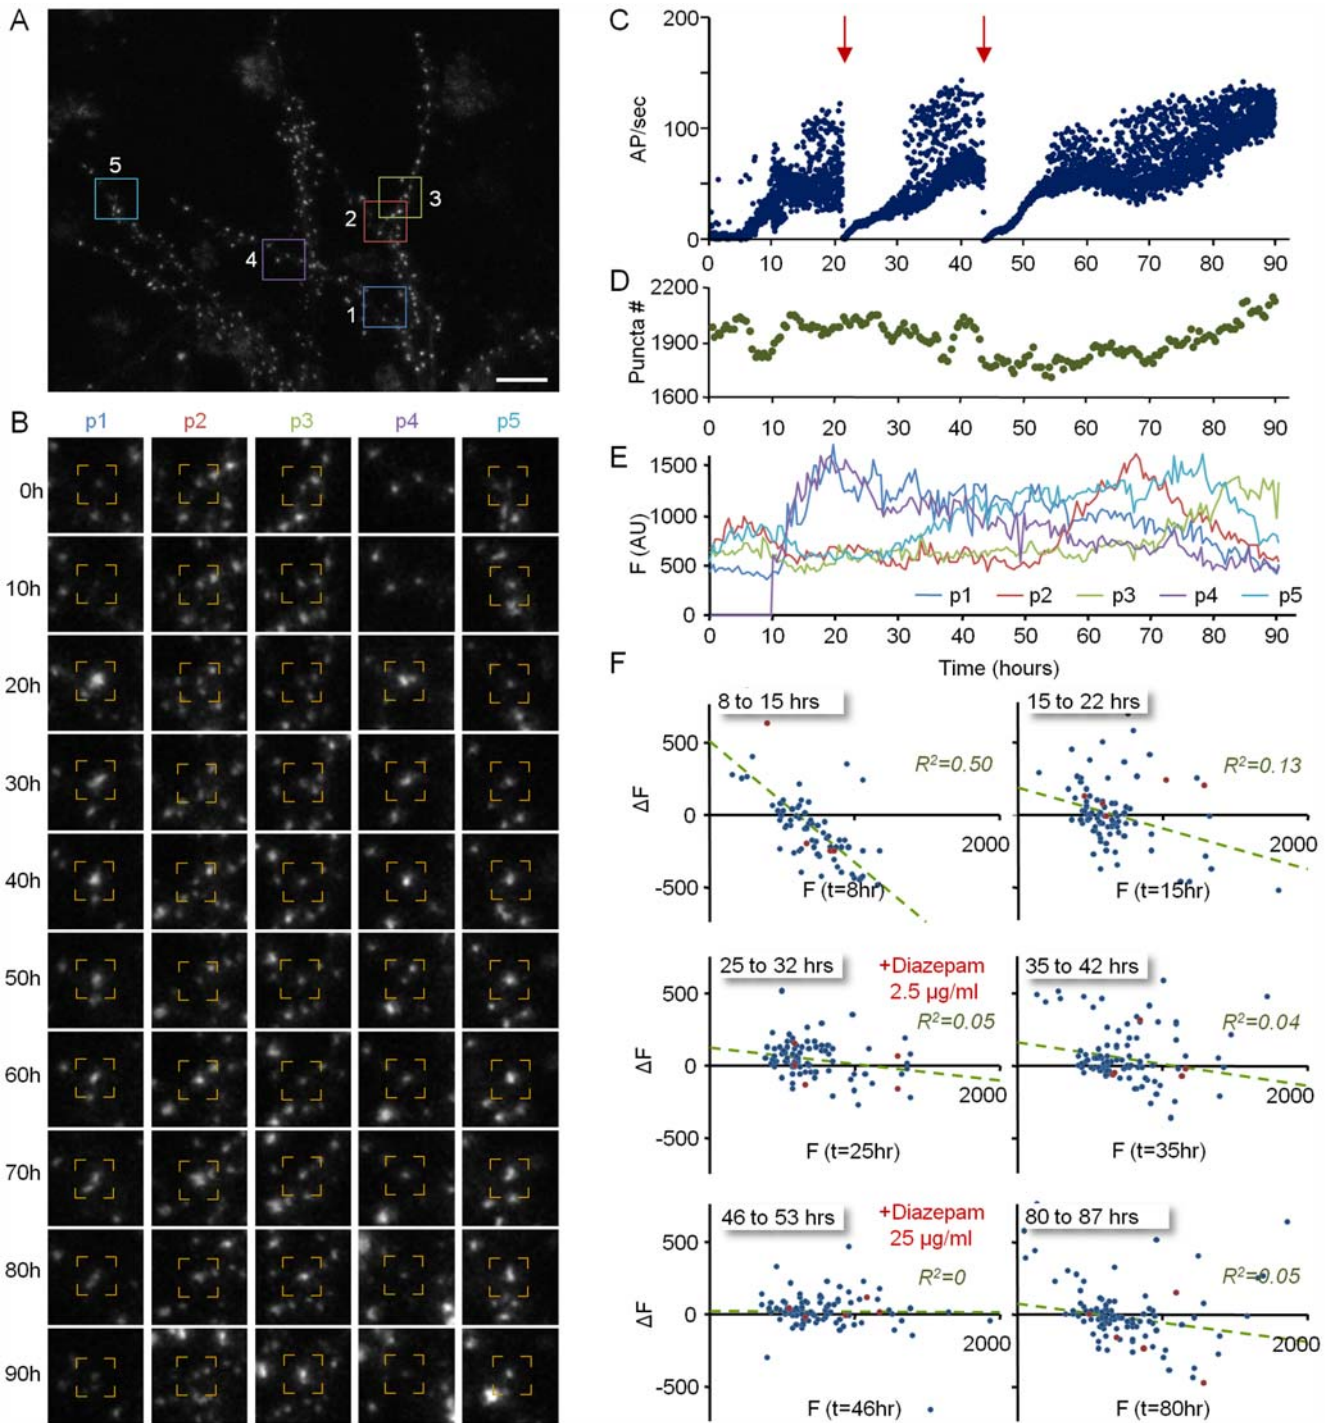 A
5
3
2
4
1
B
p1 p2 p3 p4 p5
0h
10h
20h
30h
40h
50h
60h
70h
80h
90h
C
200
100
0
AP/sec
0 10 20 30 40 50 60 70 80 90
D
2200
1900
1600
Puncta #
0 10 20 30 40 50 60 70 80 90
E
1500
1000
500
0
F (AU)
p1 p2 p3 p4 p5
0 10 20 30 40 50 60 70 80 90
Time (hours)
F
8 to 15 hrs
500
0
-500
ΔF
R²=0.50
2000
F (t=8hr)
15 to 22 hrs
R²=0.13
2000
F (t=15hr)
25 to 32 hrs
+Diazepam
2.5 µg/ml
500
0
-500
ΔF
R²=0.05
2000
F (t=25hr)
35 to 42 hrs
R²=0.04
2000
F (t=35hr)
46 to 53 hrs
+Diazepam
25 µg/ml
500
0
-500
ΔF
R²=0
2000
F (t=46hr)
80 to 87 hrs
R²=0.05
2000
F (t=80hr)